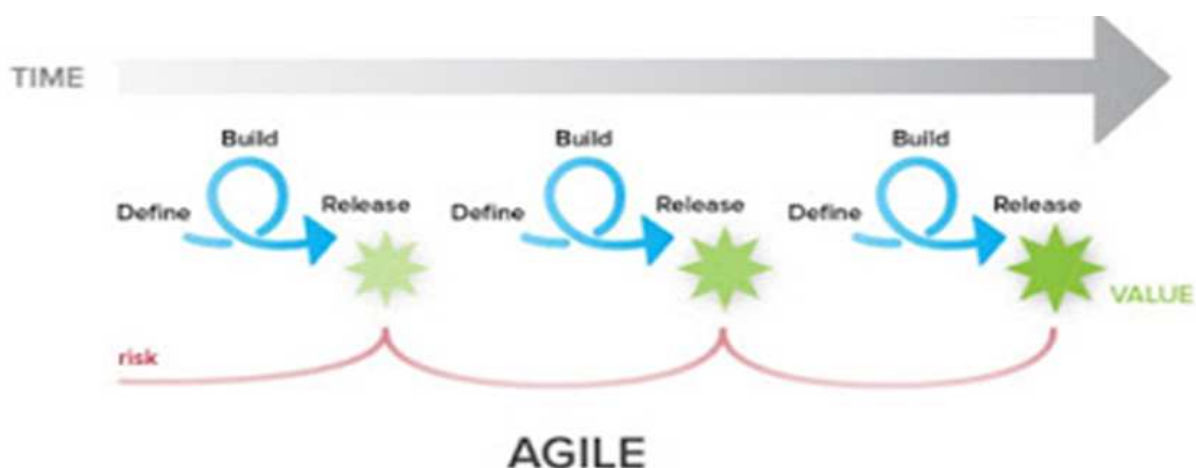 TIME
Build
Build
Build
Define
Release
Define
Release
Define
Release
VALUE
risk
AGILE